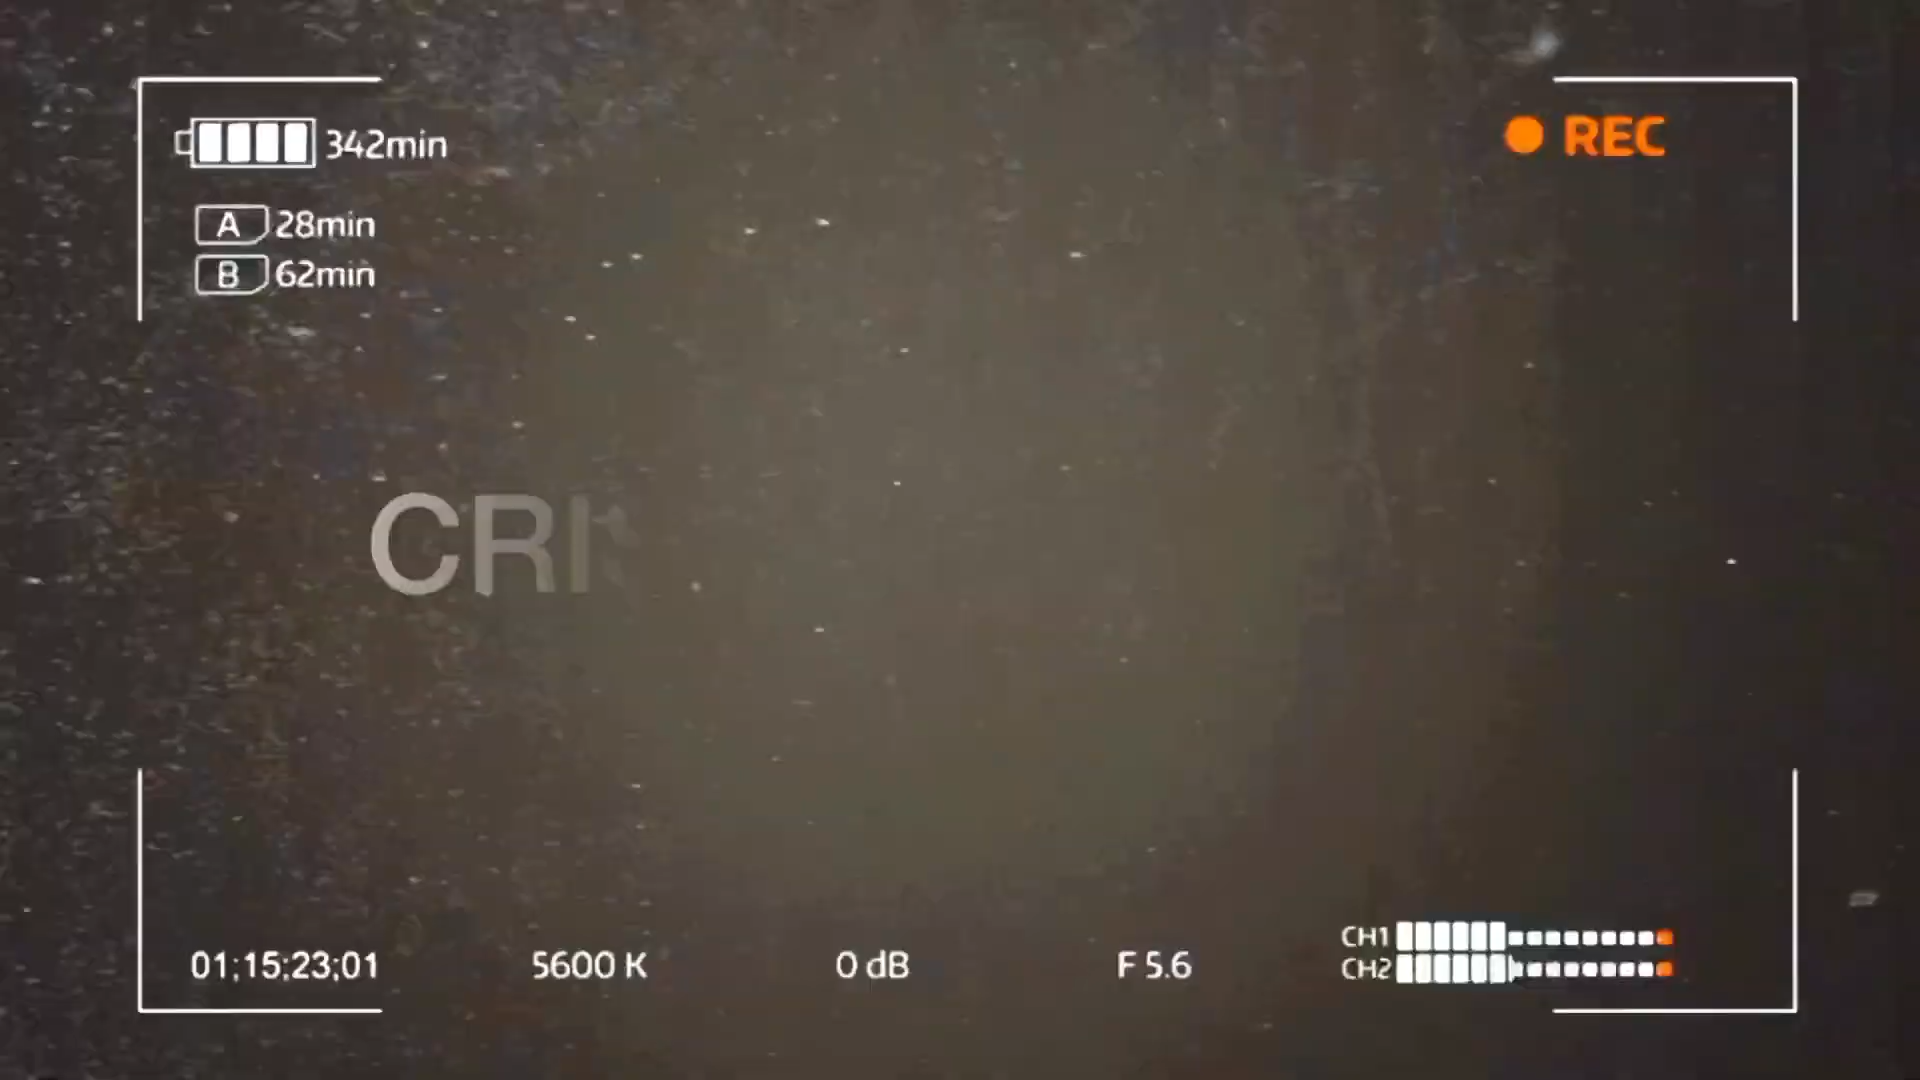 342min
REC
A 28min
B 62min
CRI
01;15;23;01 5600 K 0 dB F 5.6
CH1
CH2